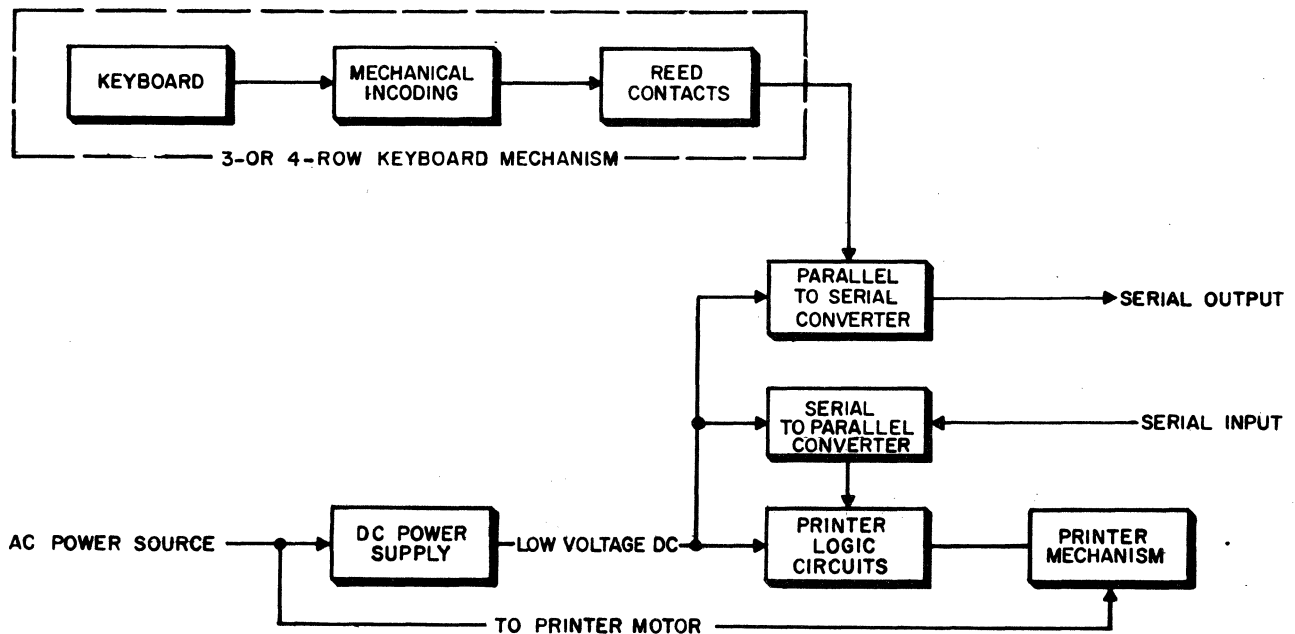 KEYBOARD
MECHANICAL
INCODING
REED
CONTACTS
3-OR 4-ROW KEYBOARD MECHANISM
PARALLEL
TO SERIAL
CONVERTER
SERIAL OUTPUT
SERIAL
TO PARALLEL
CONVERTER
SERIAL INPUT
AC POWER SOURCE
DC POWER
SUPPLY
LOW VOLTAGE DC
PRINTER
LOGIC
CIRCUITS
PRINTER
MECHANISM
TO PRINTER MOTOR